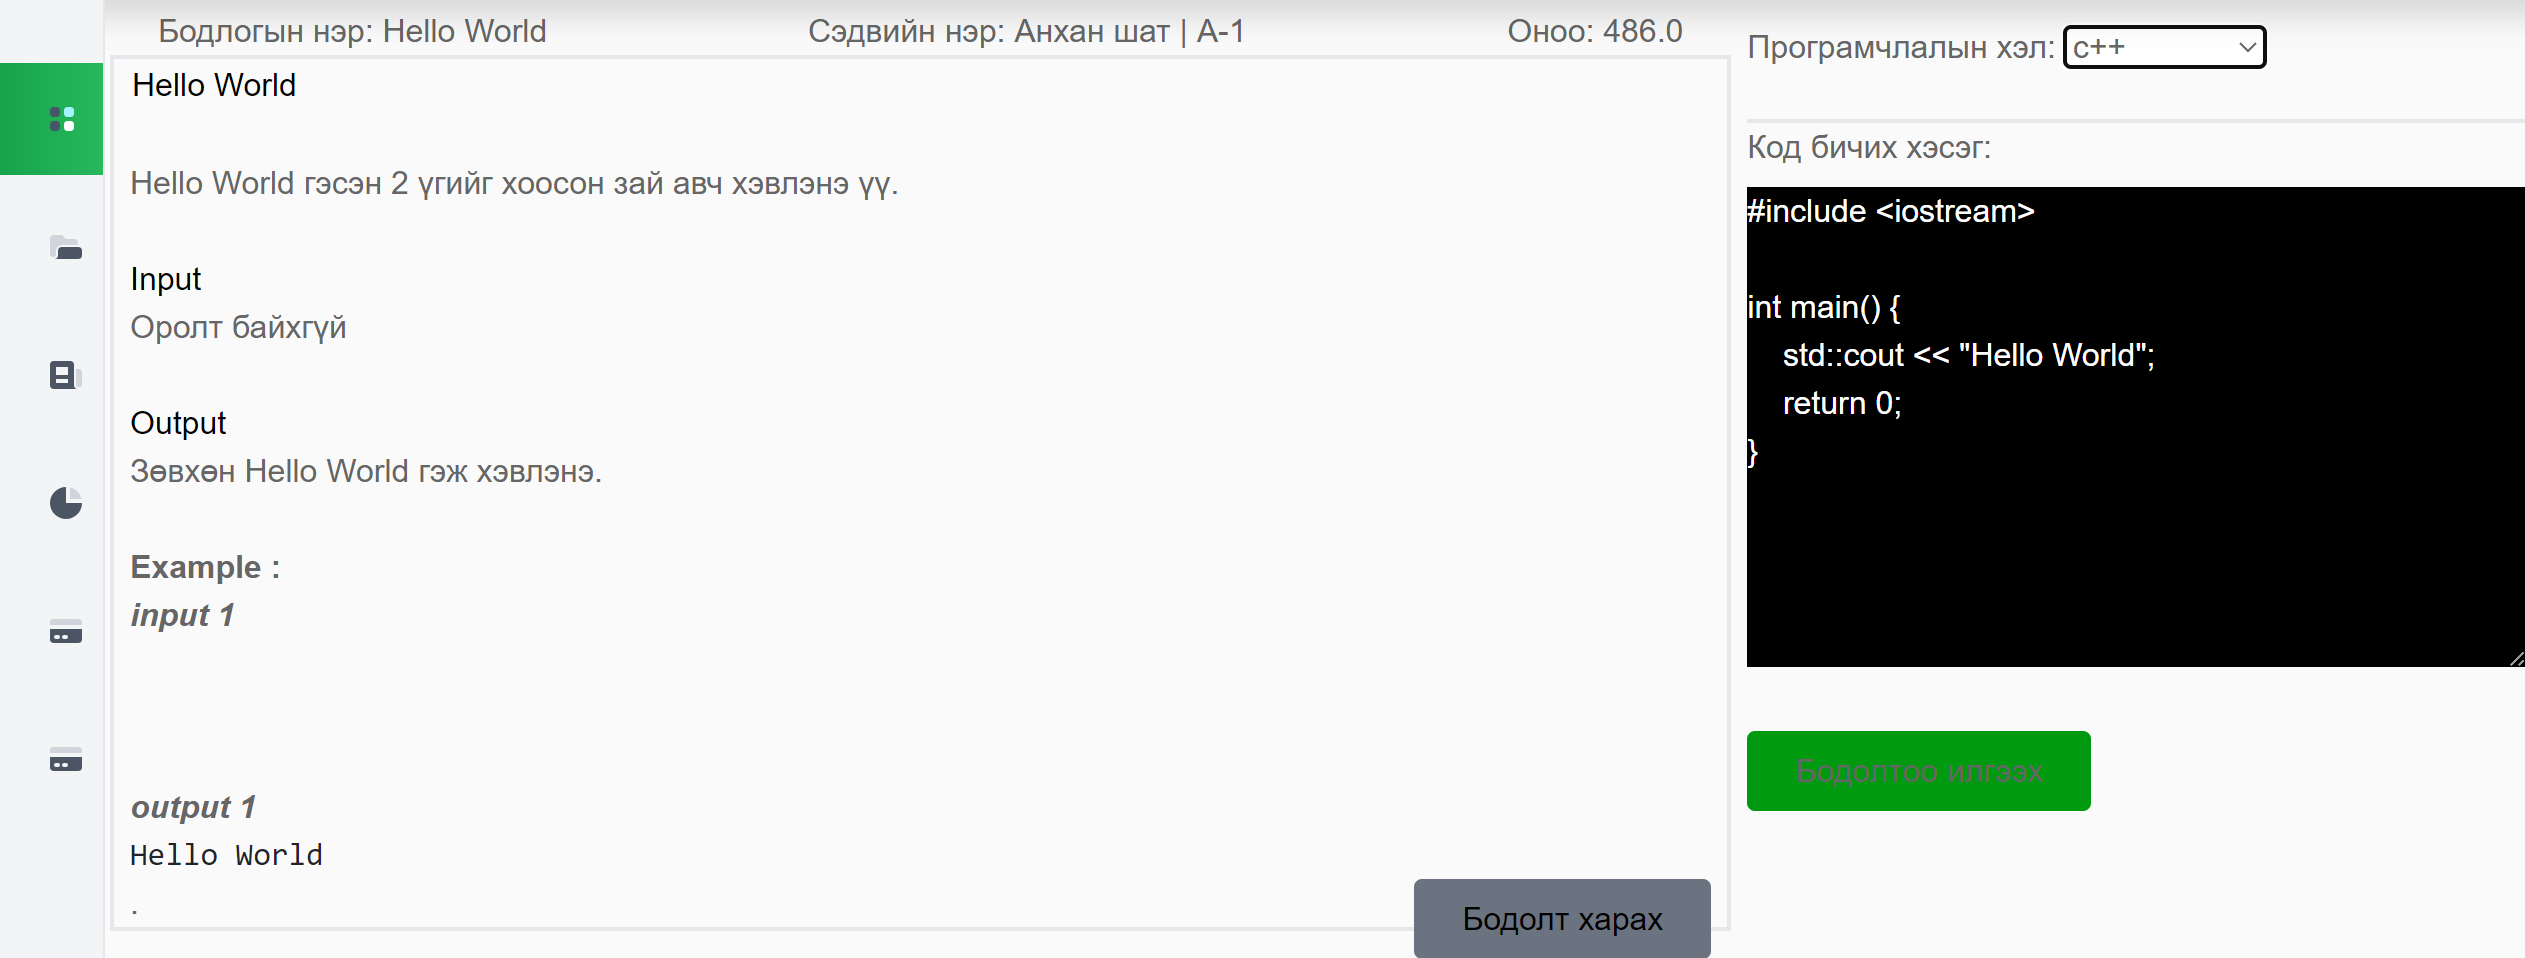 Бодлогын нэр: Hello World
Сэдвийн нэр: Анхан шат | А-1
Оноо: 486.0
Hello World
Hello World гэсэн 2 үгийг хоосон зай авч хэвлэнэ үү.
Input
Оролт байхгүй
Output
Зөвхөн Hello World гэж хэвлэнэ.
Example :
input 1
output 1
Hello World
.
Бодолт харах
Програмчлалын хэл: c++
Код бичих хэсэг:
#include <iostream>
int main() {
    std::cout << "Hello World";
    return 0;
}
Бодолтоо илгээх